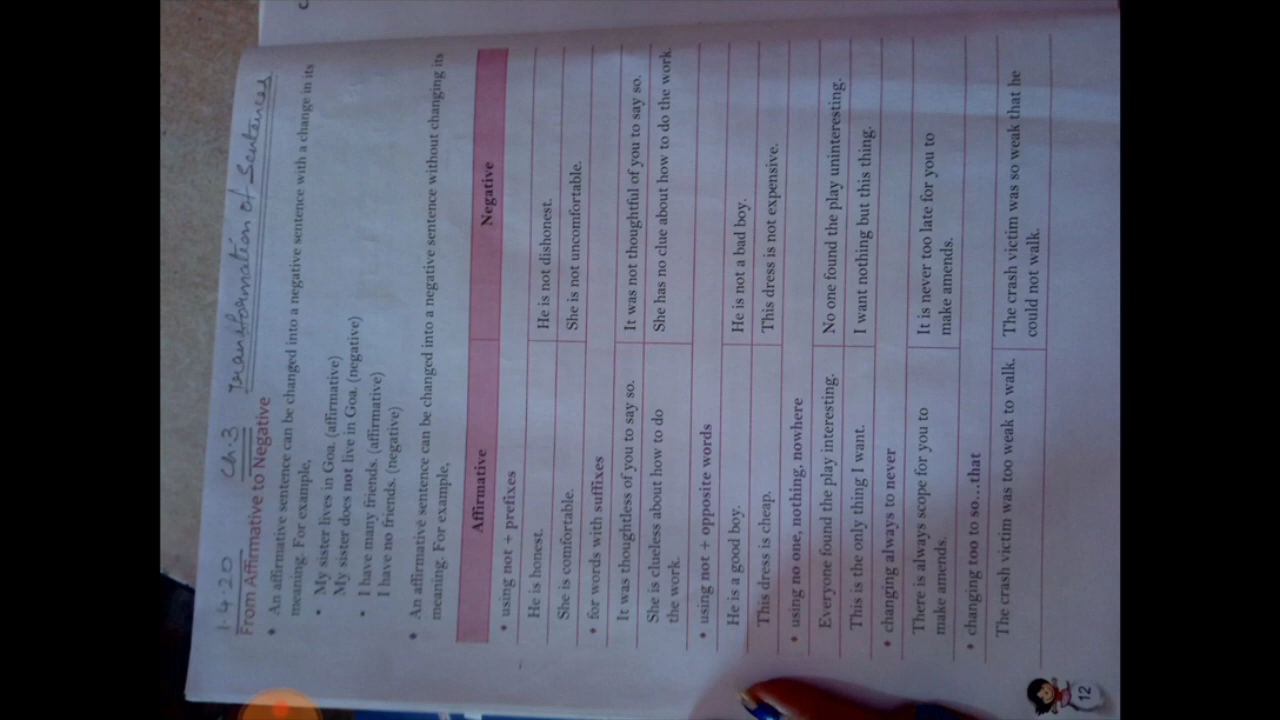 1-4-20 Ch.3 Transformation of Sentences
From Affirmative to Negative
• An affirmative sentence can be changed into a negative sentence with a change in its
meaning. For example,
• My sister lives in Goa. (affirmative)
My sister does not live in Goa. (negative)
• I have many friends. (affirmative)
I have no friends. (negative)
• An affirmative sentence can be changed into a negative sentence without changing its
meaning. For example,
Affirmative Negative
• using not + prefixes
He is honest. He is not dishonest.
She is comfortable. She is not uncomfortable.
• for words with suffixes
It was thoughtless of you to say so. It was not thoughtful of you to say so.
She is clueless about how to do She has no clue about how to do the work.
the work.
• using not + opposite words
He is a good boy. He is not a bad boy.
This dress is cheap. This dress is not expensive.
• using no one, nothing, nowhere
Everyone found the play interesting. No one found the play uninteresting.
This is the only thing I want. I want nothing but this thing.
• changing always to never
There is always scope for you to It is never too late for you to
make amends. make amends.
• changing too to so...that
The crash victim was too weak to walk. The crash victim was so weak that he
could not walk.
12